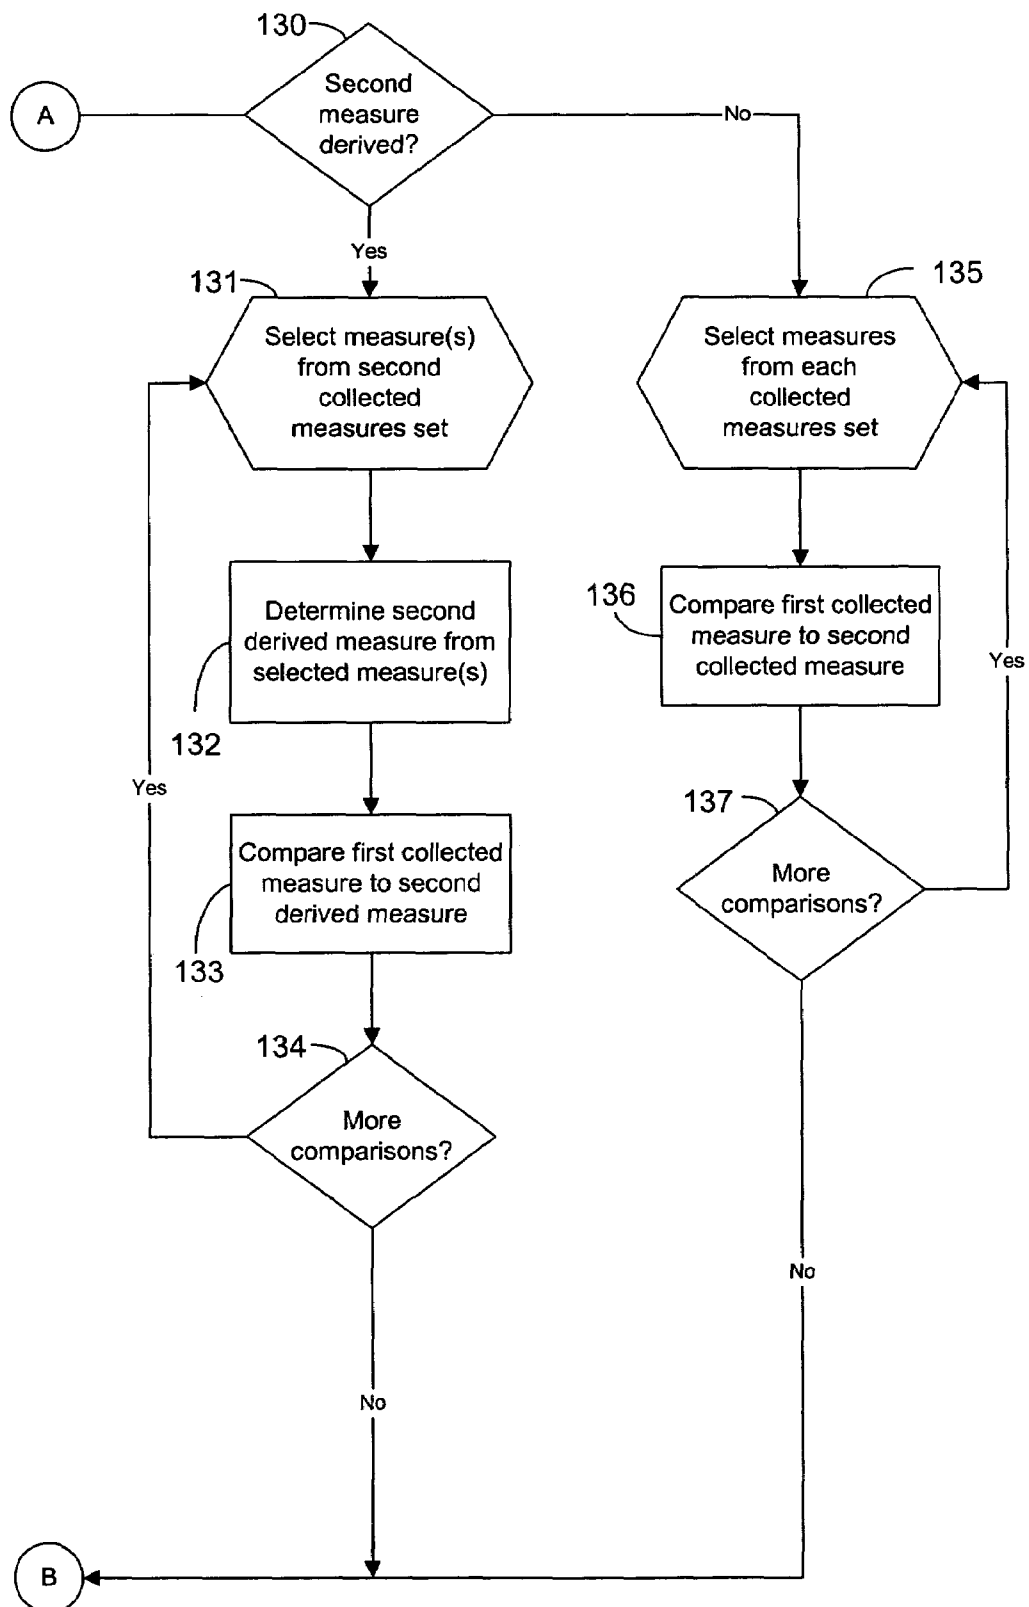 130
A
Second
measure
derived?
No
Yes
131
Select measure(s)
from second
collected
measures set
135
Select measures
from each
collected
measures set
Determine second
derived measure from
selected measure(s)
132
136
Compare first collected
measure to second
collected measure
Yes
Yes
137
More
comparisons?
Compare first collected
measure to second
derived measure
133
134
More
comparisons?
No
No
B